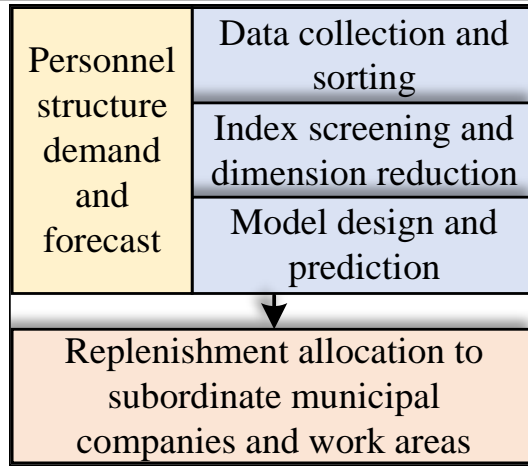 Personnel
structure
demand
and
forecast
Data collection and
sorting
Index screening and
dimension reduction
Model design and
prediction
Replenishment allocation to
subordinate municipal
companies and work areas